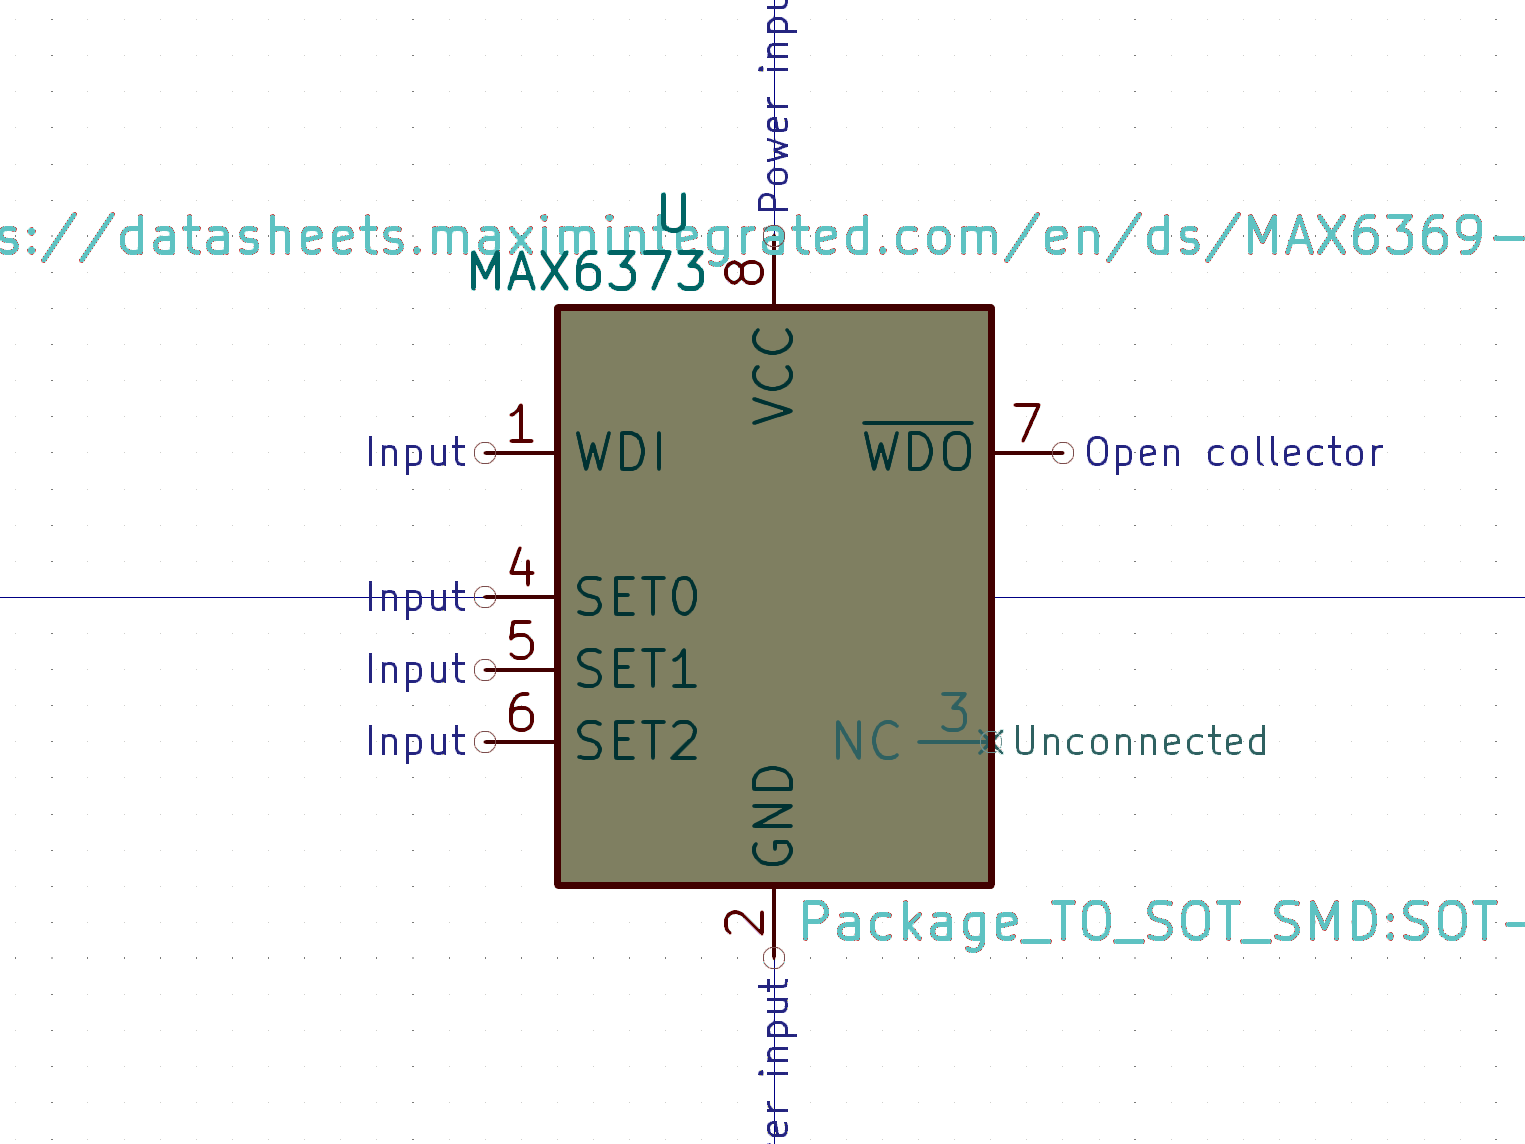 Power inpu
U
s://datasheets.maximintegrated.com/en/ds/MAX6369-
MAX6373
8
VCC
Input 1 WDI
WDO 7 Open collector
Input 4 SET0
Input 5 SET1
Input 6 SET2
NC 3 Unconnected
GND
2
Package_TO_SOT_SMD:SOT-
er input